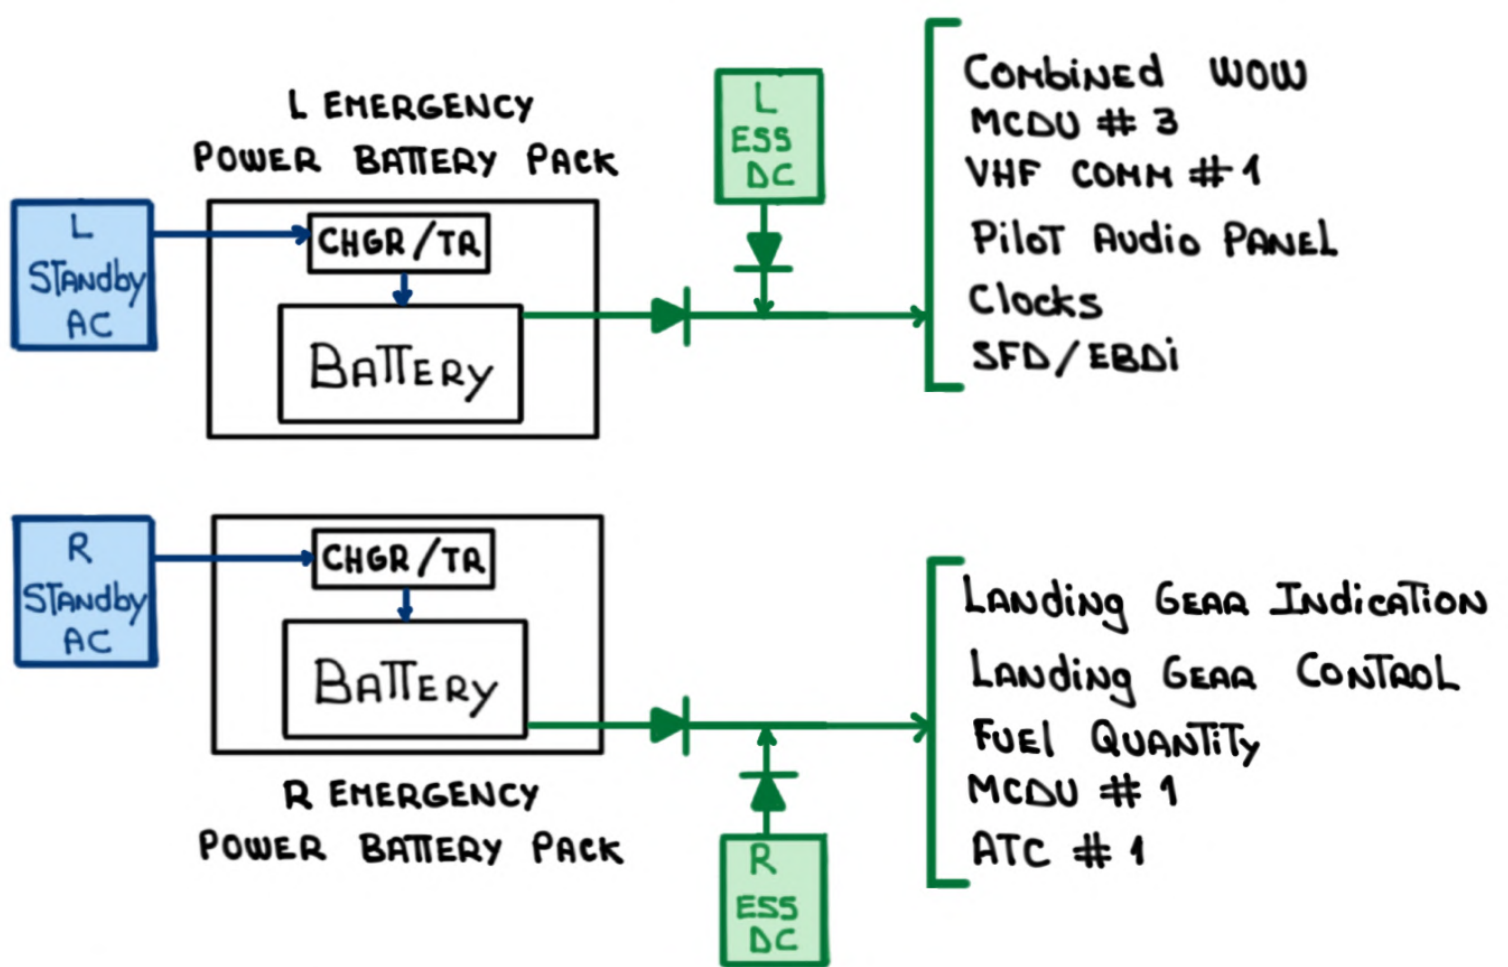 L EMERGENCY
POWER BATTERY PACK
L
STANdby
AC
CHGR/TR
BATTERY
L
ESS
DC
COMBINEd WOW
MCDU #3
VHF COMM #1
PiloT AUdio PANEL
Clocks
SFD/EBDi
R
STANdby
AC
CHGR/TR
BATTERY
R EMERGENCY
POWER BATTERY PACK
R
ESS
DC
LANding GEAR IndiCATiON
LANding GEAR CONTROL
FUEl QUANTiTy
MCDU #1
ATC #1